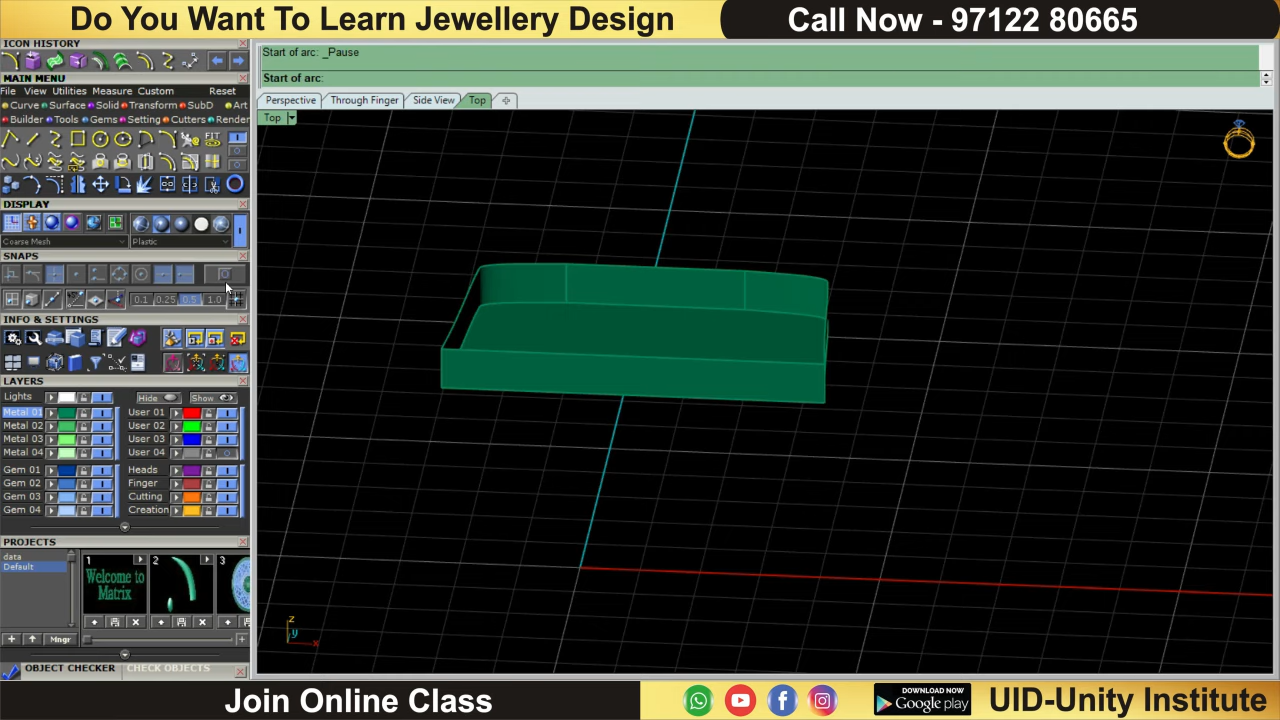 Do You Want To Learn Jewellery Design
Call Now - 97122 80665
ICON HISTORY
MAIN MENU
File View Utilities Measure Custom Reset
Curve Surface Solid Transform SubD Art
Builder Tools Gems Setting Cutters Render
FIT
DISPLAY
Coarse Mesh
Plastic
SNAPS
0.1 0.25 0.5 1.0
INFO & SETTINGS
LAYERS
Lights Hide Show
Metal 01 User 01
Metal 02 User 02
Metal 03 User 03
Metal 04 User 04
Gem 01 Heads
Gem 02 Finger
Gem 03 Cutting
Gem 04 Creation
PROJECTS
data
Default
1 2 3
Welcome to
Matrix
Mngr
OBJECT CHECKER CHECK OBJECTS
Start of arc: _Pause
Start of arc:
Perspective Through Finger Side View Top
Top
z
y
x
Join Online Class
DOWNLOAD NOW
Google play
UID-Unity Institute